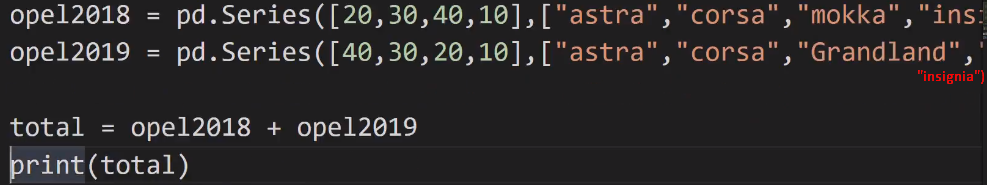 opel2018 = pd.Series([20,30,40,10],["astra","corsa","mokka","insi
opel2019 = pd.Series([40,30,20,10],["astra","corsa","Grandland","
"insignia")
total = opel2018 + opel2019
print(total)